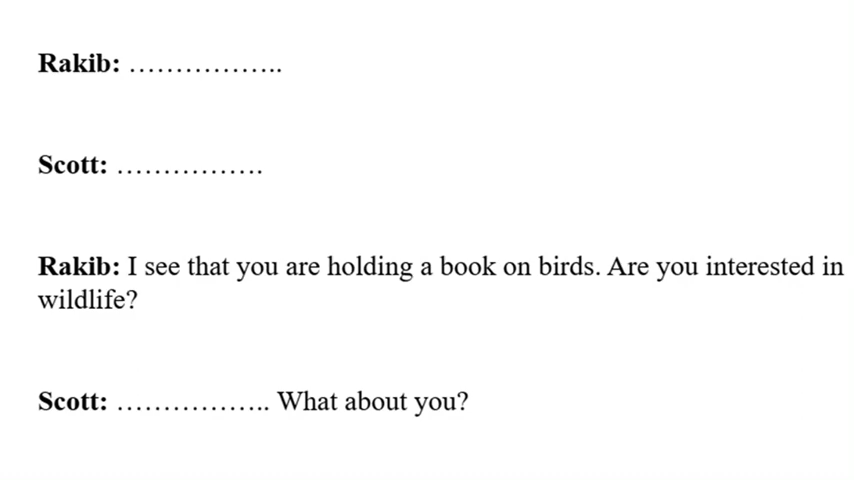 Rakib: ……………..
Scott: …………….
Rakib: I see that you are holding a book on birds. Are you interested in
wildlife?
Scott: …………….. What about you?